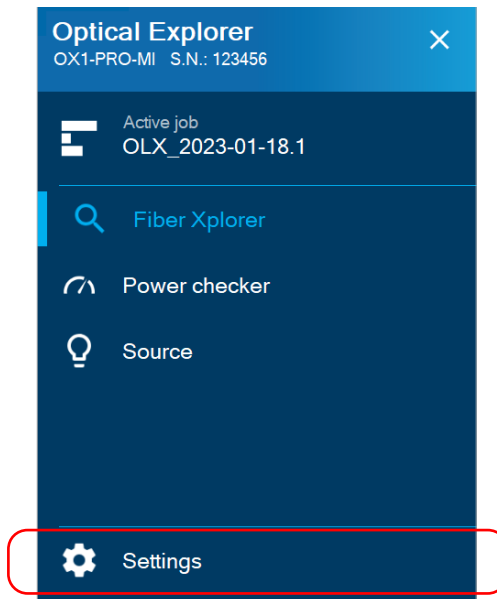 Optical Explorer
OX1-PRO-MI S.N.: 123456
Active job
OLX_2023-01-18.1
Fiber Xplorer
Power checker
Source
Settings